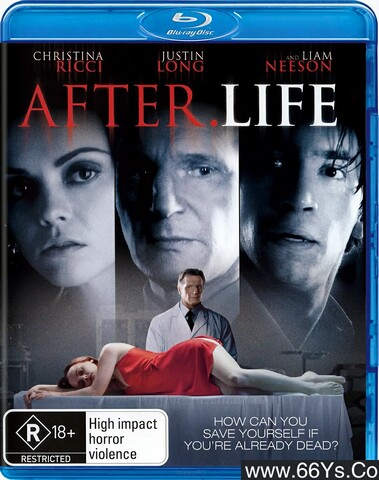 Blu-ray Disc
CHRISTINA RICCI
JUSTIN LONG
AND LIAM NEESON
AFTER.LIFE
HOW CAN YOU
SAVE YOURSELF IF
YOU'RE ALREADY DEAD?
R 18+
RESTRICTED
High impact
horror
violence
www.66Ys.Co